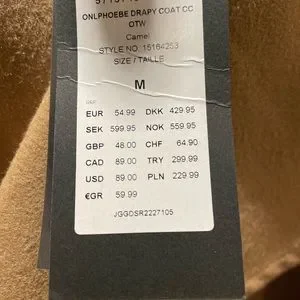 ONLPHOEBE DRAPY COAT CC
OTW
Camel
STYLE NO. 15164253
SIZE / TAILLE
M
EUR 54.99 DKK 429.95
SEK 599.95 NOK 559.95
GBP 48.00 CHF 64.90
CAD 89.00 TRY 299.99
USD 89.00 PLN 229.99
€GR 59.99
JGGDSR2227105